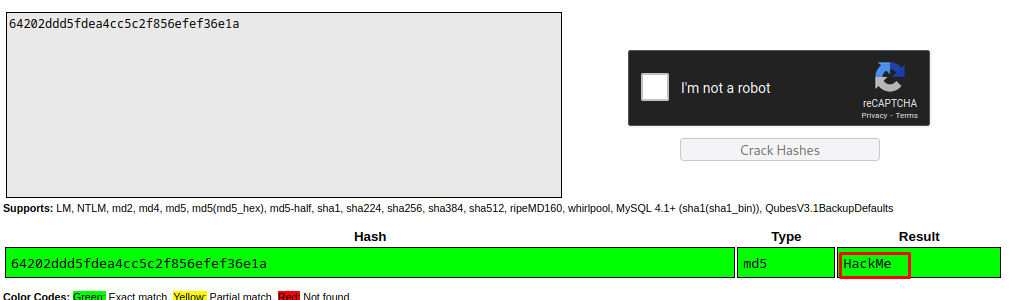 64202ddd5fdea4cc5c2f856efef36e1a
I'm not a robot
reCAPTCHA
Privacy - Terms
Crack Hashes
Supports: LM, NTLM, md2, md4, md5, md5(md5_hex), md5-half, sha1, sha224, sha256, sha384, sha512, ripeMD160, whirlpool, MySQL 4.1+ (sha1(sha1_bin)), QubesV3.1BackupDefaults
Hash Type Result
64202ddd5fdea4cc5c2f856efef36e1a md5 HackMe
Color Codes: Green: Exact match, Yellow: Partial match, Red: Not found.